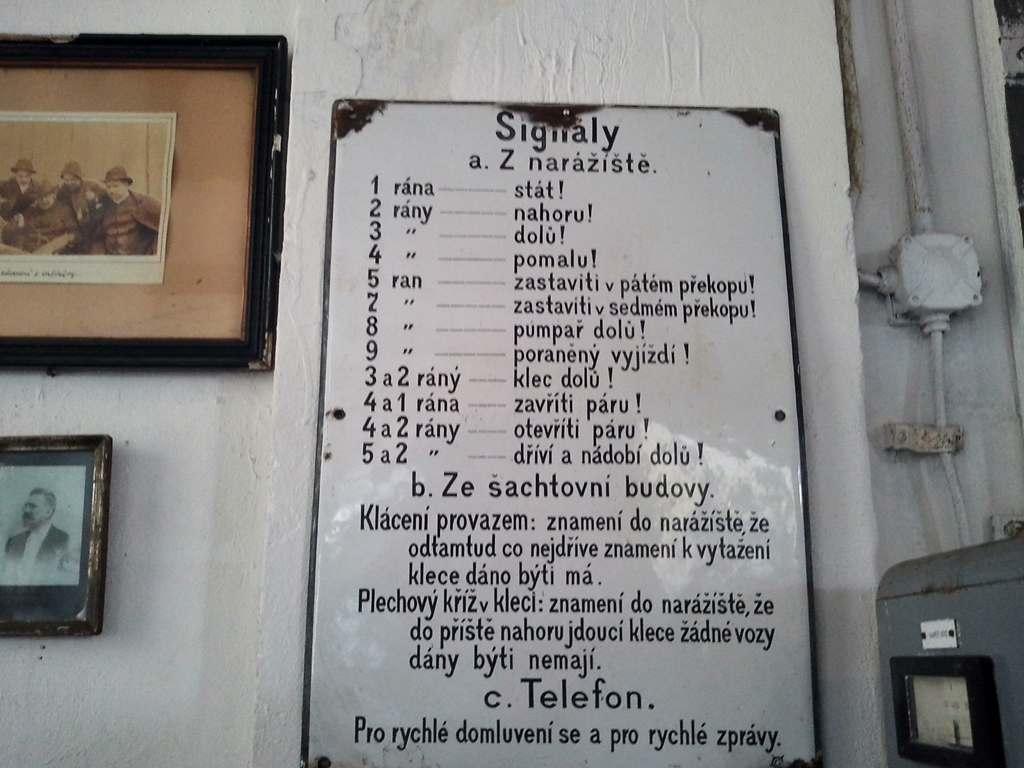 Signaly
a. Z narážíště.
1 rána stát!
2 rány nahoru!
3 " dolů!
4 " pomalu!
5 ran zastaviti v pátém překopu!
7 " zastaviti v sedmém překopu!
8 " pumpař dolů!
9 " poraněný vyjíždí!
3 a 2 rány klec dolů!
4 a 1 rána zavříti páru!
4 a 2 rány otevříti páru!
5 a 2 " dříví a nádobí dolů!
b. Ze šachtovní budovy.
Klácení provazem: znamení do narážíště, že
odtamtud co nejdříve znamení k vytažení
klece dáno býti má.
Plechový kříž v kleci: znamení do narážíště, že
do příště nahoru jdoucí klece žádné vozy
dány býti nemají.
c. Telefon.
Pro rychlé domluvení se a pro rychlé zprávy.